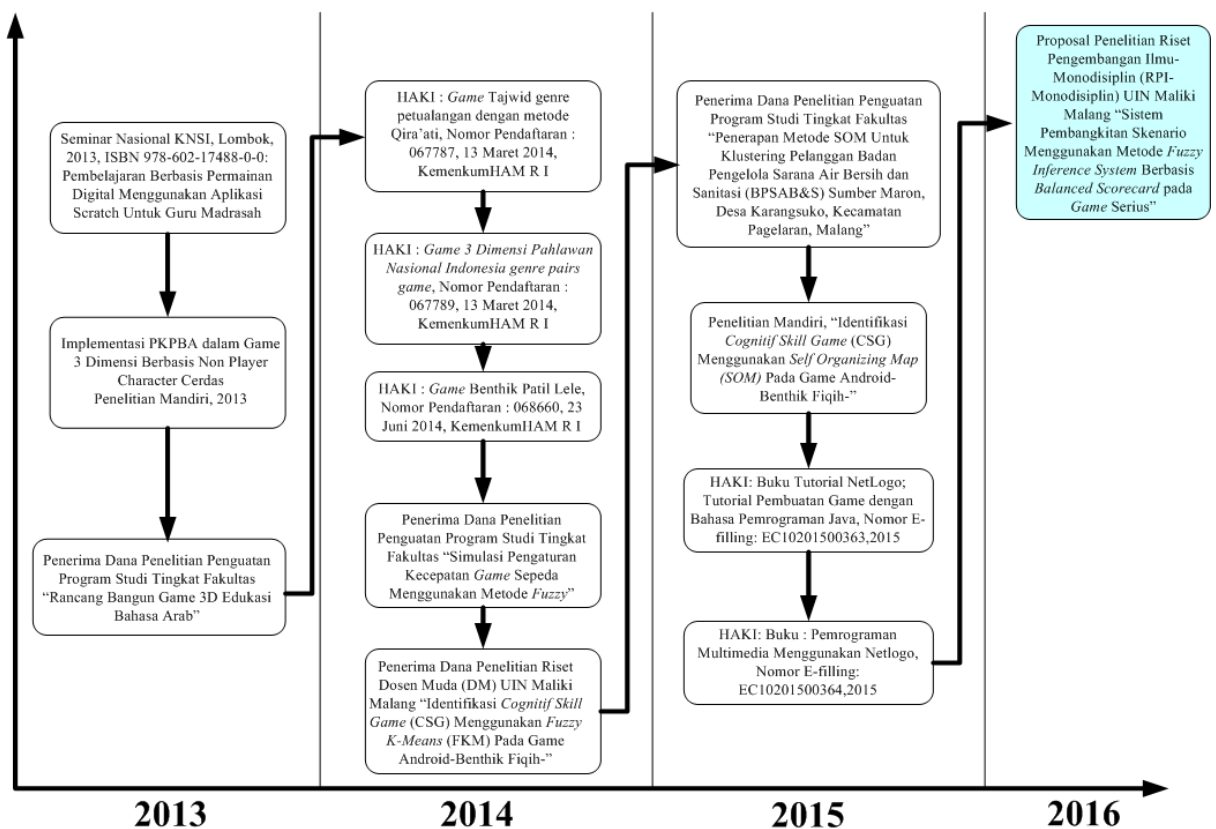 Seminar Nasional KNSI, Lombok,
2013, ISBN 978-602-17488-0-0:
Pembelajaran Berbasis Permainan
Digital Menggunakan Aplikasi
Scratch Untuk Guru Madrasah
Implementasi PKPBA dalam Game
3 Dimensi Berbasis Non Player
Character Cerdas
Penelitian Mandiri, 2013
Penerima Dana Penelitian Penguatan
Program Studi Tingkat Fakultas
“Rancang Bangun Game 3D Edukasi
Bahasa Arab”
HAKI : Game Tajwid genre
petualangan dengan metode
Qira’ati, Nomor Pendaftaran :
067787, 13 Maret 2014,
KemenkumHAM R I
HAKI : Game 3 Dimensi Pahlawan
Nasional Indonesia genre pairs
game, Nomor Pendaftaran :
067789, 13 Maret 2014,
KemenkumHAM R I
HAKI : Game Benthik Patil Lele,
Nomor Pendaftaran : 068660, 23
Juni 2014, KemenkumHAM R I
Penerima Dana Penelitian
Penguatan Program Studi Tingkat
Fakultas “Simulasi Pengaturan
Kecepatan Game Sepeda
Menggunakan Metode Fuzzy”
Penerima Dana Penelitian Riset
Dosen Muda (DM) UIN Maliki
Malang “Identifikasi Cognitif Skill
Game (CSG) Menggunakan Fuzzy
K-Means (FKM) Pada Game
Android-Benthik Fiqih-”
Penerima Dana Penelitian Penguatan
Program Studi Tingkat Fakultas
“Penerapan Metode SOM Untuk
Klustering Pelanggan Badan
Pengelola Sarana Air Bersih dan
Sanitasi (BPSAB&S) Sumber Maron,
Desa Karangsuko, Kecamatan
Pagelaran, Malang”
Penelitian Mandiri, “Identifikasi
Cognitif Skill Game (CSG)
Menggunakan Self Organizing Map
(SOM) Pada Game Android-
Benthik Fiqih-”
HAKI: Buku Tutorial NetLogo;
Tutorial Pembuatan Game dengan
Bahasa Pemrograman Java, Nomor E-
filling: EC10201500363,2015
HAKI: Buku : Pemrograman
Multimedia Menggunakan Netlogo,
Nomor E-filling:
EC10201500364,2015
Proposal Penelitian Riset
Pengembangan Ilmu-
Monodisiplin (RPI-
Monodisiplin) UIN Maliki
Malang “Sistem
Pembangkitan Skenario
Menggunakan Metode Fuzzy
Inference System Berbasis
Balanced Scorecard pada
Game Serius”
2013
2014
2015
2016